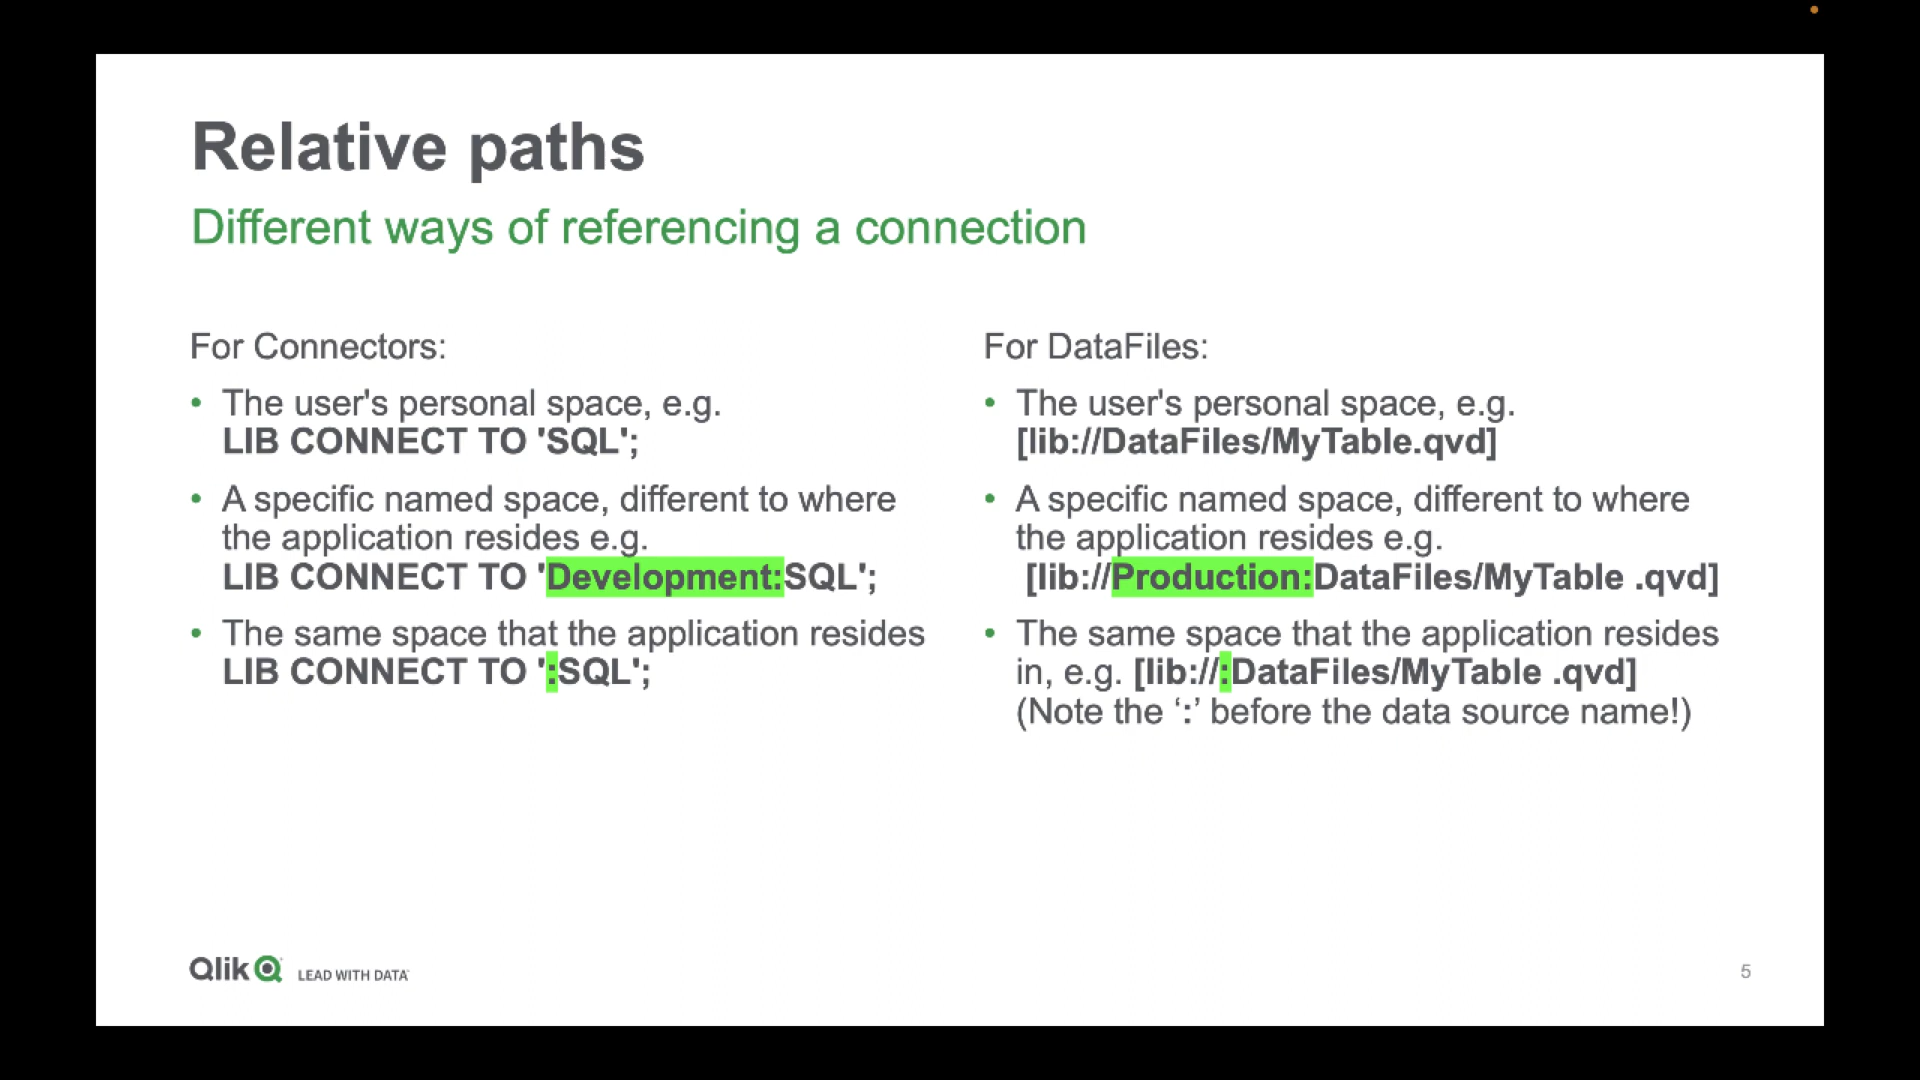 Relative paths
Different ways of referencing a connection
For Connectors:
• The user's personal space, e.g.
LIB CONNECT TO 'SQL';
• A specific named space, different to where
the application resides e.g.
LIB CONNECT TO 'Development:SQL';
• The same space that the application resides
LIB CONNECT TO ':SQL';
For DataFiles:
• The user's personal space, e.g.
[lib://DataFiles/MyTable.qvd]
• A specific named space, different to where
the application resides e.g.
[lib://Production:DataFiles/MyTable .qvd]
• The same space that the application resides
in, e.g. [lib://:DataFiles/MyTable .qvd]
(Note the ‘:’ before the data source name!)
Qlik LEAD WITH DATA
5